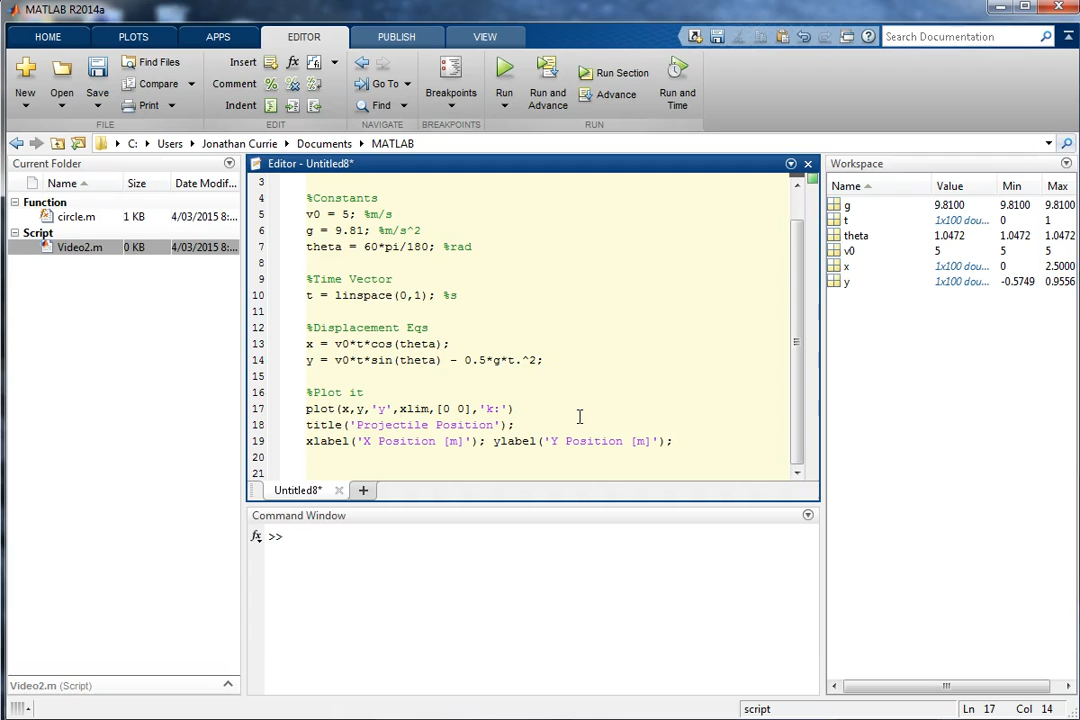 MATLAB R2014a
HOME PLOTS APPS EDITOR PUBLISH VIEW Search Documentation
New Open Save Find Files Compare Print FILE
Insert fx Comment Indent EDIT
Go To Find NAVIGATE
Breakpoints BREAKPOINTS
Run Run and Advance Run Section Advance Run and Time RUN
C: Users Jonathan Currie Documents MATLAB
Current Folder
Name Size Date Modif...
Function
circle.m 1 KB 4/03/2015 8:...
Script
Video2.m 0 KB 4/03/2015 8:...
Video2.m (Script)
Editor - Untitled8*
3
4 %Constants
5 v0 = 5; %m/s
6 g = 9.81; %m/s^2
7 theta = 60*pi/180; %rad
8
9 %Time Vector
10 t = linspace(0,1); %s
11
12 %Displacement Eqs
13 x = v0*t*cos(theta);
14 y = v0*t*sin(theta) - 0.5*g*t.^2;
15
16 %Plot it
17 plot(x,y,'y',xlim,[0 0],'k:')
18 title('Projectile Position');
19 xlabel('X Position [m]'); ylabel('Y Position [m]');
20
21
Untitled8*
Command Window
fx >>
Workspace
Name Value Min Max
g 9.8100 9.8100 9.8100
t 1x100 dou... 0 1
theta 1.0472 1.0472 1.0472
v0 5 5 5
x 1x100 dou... 0 2.5000
y 1x100 dou... -0.5749 0.9556
script Ln 17 Col 14